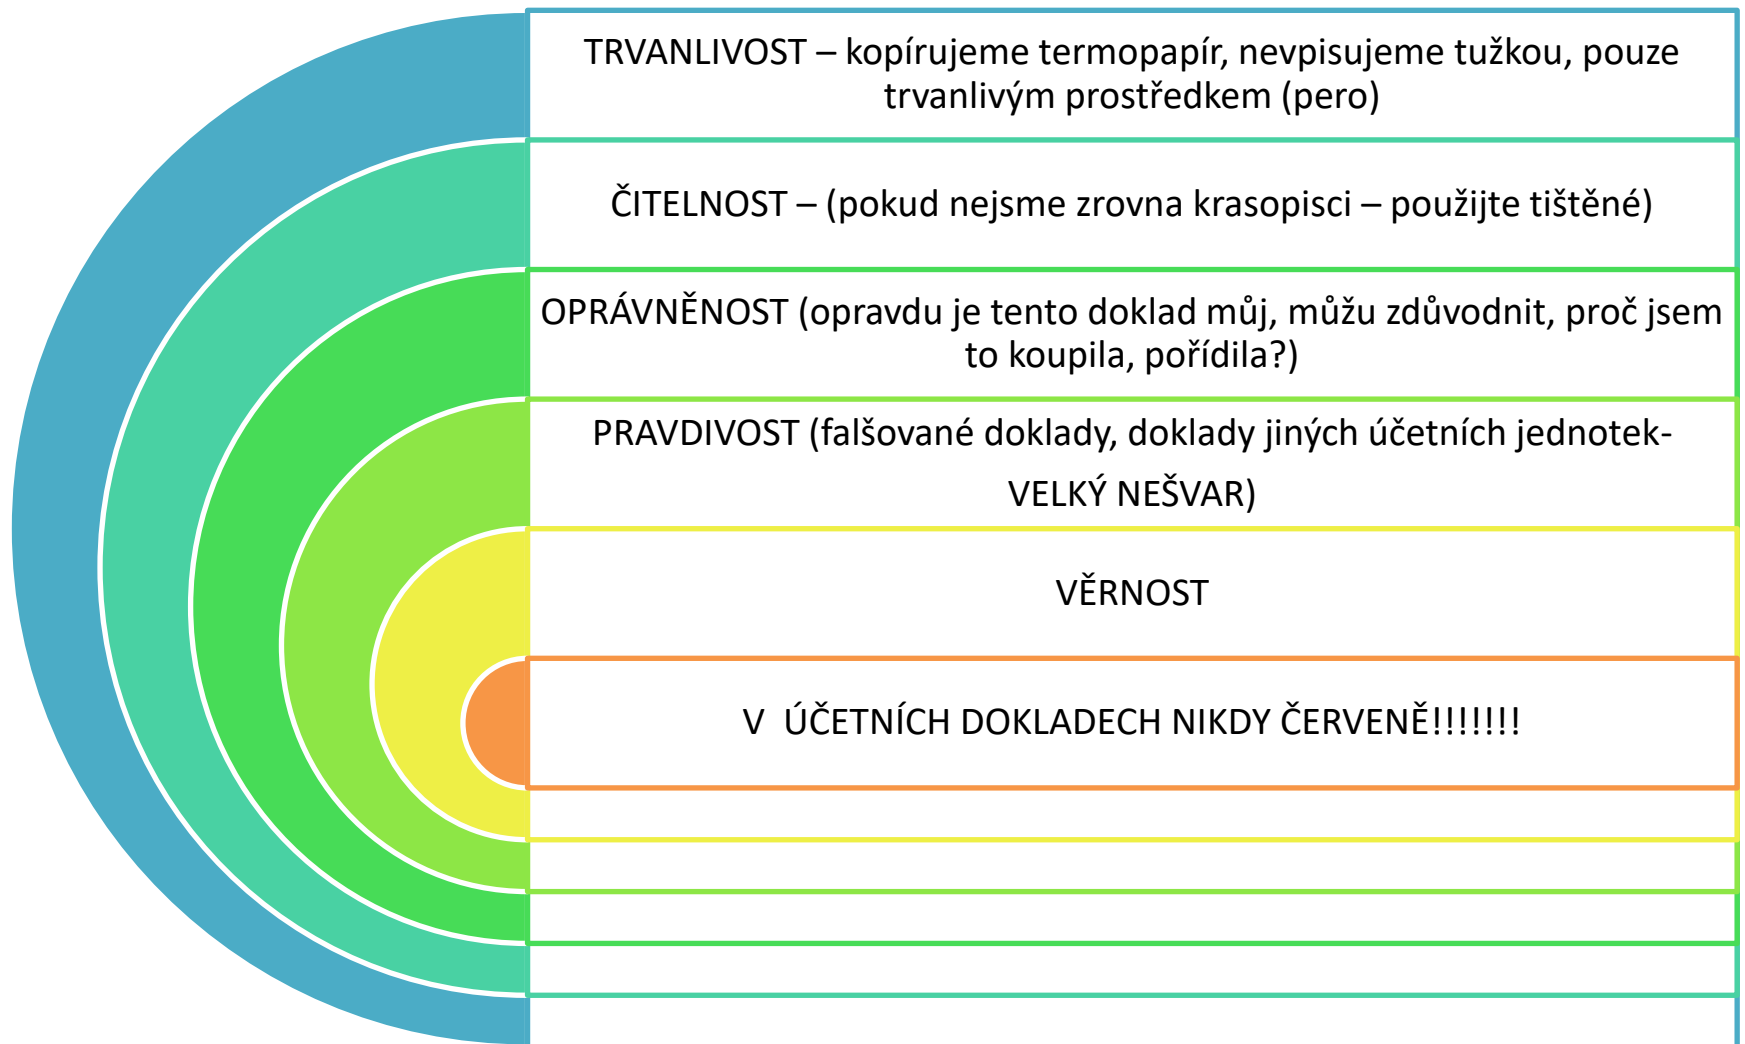 TRVANLIVOST – kopírujeme termopapír, nevpisujeme tužkou, pouze
trvanlivým prostředkem (pero)
ČITELNOST – (pokud nejsme zrovna krasopisci – použijte tištěné)
OPRÁVNĚNOST (opravdu je tento doklad můj, můžu zdůvodnit, proč jsem
to koupila, pořídila?)
PRAVDIVOST (falšované doklady, doklady jiných účetních jednotek-
VELKÝ NEŠVAR)
VĚRNOST
V  ÚČETNÍCH DOKLADECH NIKDY ČERVENĚ!!!!!!!